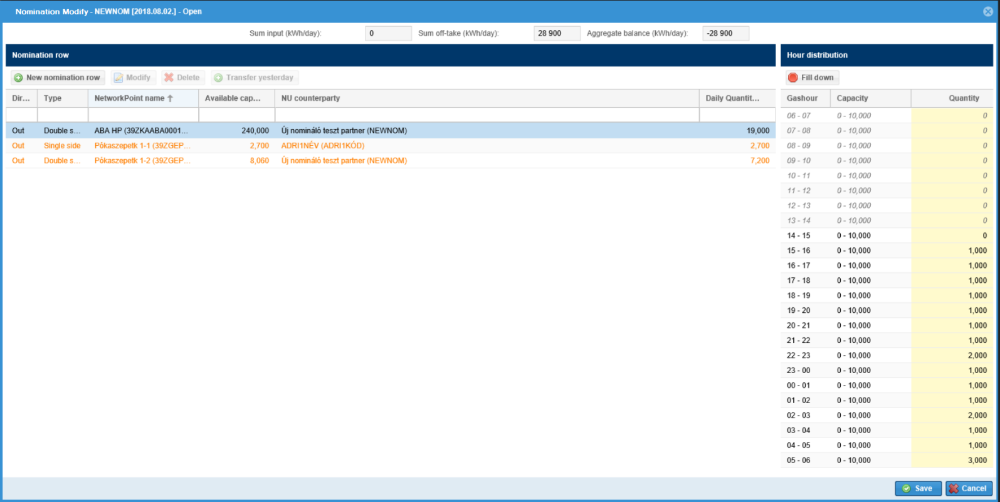 Nomination Modify - NEWNOM [2018.08.02.] - Open
Sum input (kWh/day): 0 Sum off-take (kWh/day): 28 900 Aggregate balance (kWh/day): -28 900
Nomination row
New nomination row Modify Delete Transfer yesterday
Dir... Type NetworkPoint name Available cap... NU counterparty Daily Quantit...
Out Double s... ABA HP (39ZKAABA0001... 240,000 Új nomináló teszt partner (NEWNOM) 19,000
Out Single side Pókaszepetk 1-1 (39ZGEP... 2,700 ADRI1NÉV (ADRI1KÓD) 2,700
Out Double s... Pókaszepetk 1-2 (39ZGEP... 8,060 Új nomináló teszt partner (NEWNOM) 7,200
Hour distribution
Fill down
Gashour Capacity Quantity
06 - 07 0 - 10,000 0
07 - 08 0 - 10,000 0
08 - 09 0 - 10,000 0
09 - 10 0 - 10,000 0
10 - 11 0 - 10,000 0
11 - 12 0 - 10,000 0
12 - 13 0 - 10,000 0
13 - 14 0 - 10,000 0
14 - 15 0 - 10,000 0
15 - 16 0 - 10,000 1,000
16 - 17 0 - 10,000 1,000
17 - 18 0 - 10,000 1,000
18 - 19 0 - 10,000 1,000
19 - 20 0 - 10,000 1,000
20 - 21 0 - 10,000 1,000
21 - 22 0 - 10,000 1,000
22 - 23 0 - 10,000 2,000
23 - 00 0 - 10,000 1,000
00 - 01 0 - 10,000 1,000
01 - 02 0 - 10,000 1,000
02 - 03 0 - 10,000 2,000
03 - 04 0 - 10,000 1,000
04 - 05 0 - 10,000 1,000
05 - 06 0 - 10,000 3,000
Save Cancel